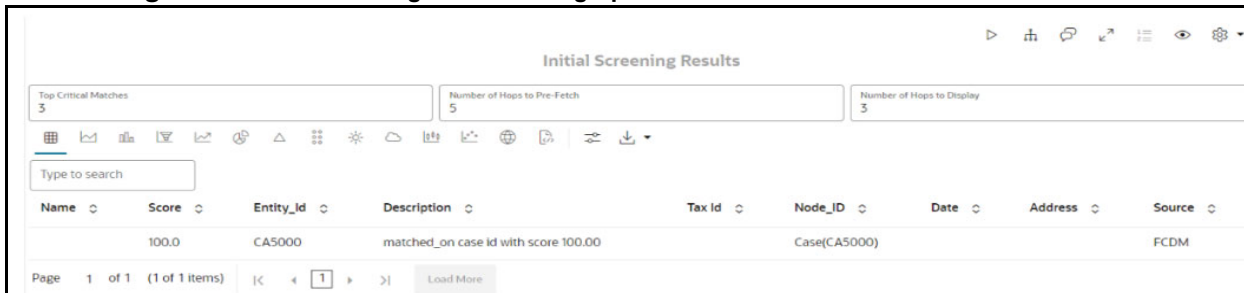 Initial Screening Results
Top Critical Matches
3
Number of Hops to Pre-Fetch
5
Number of Hops to Display
3
Type to search
Name Score Entity_Id Description Tax Id Node_ID Date Address Source
100.0 CA5000 matched_on case id with score 100.00 Case(CA5000) FCDM
Page 1 of 1 (1 of 1 items) 1 Load More